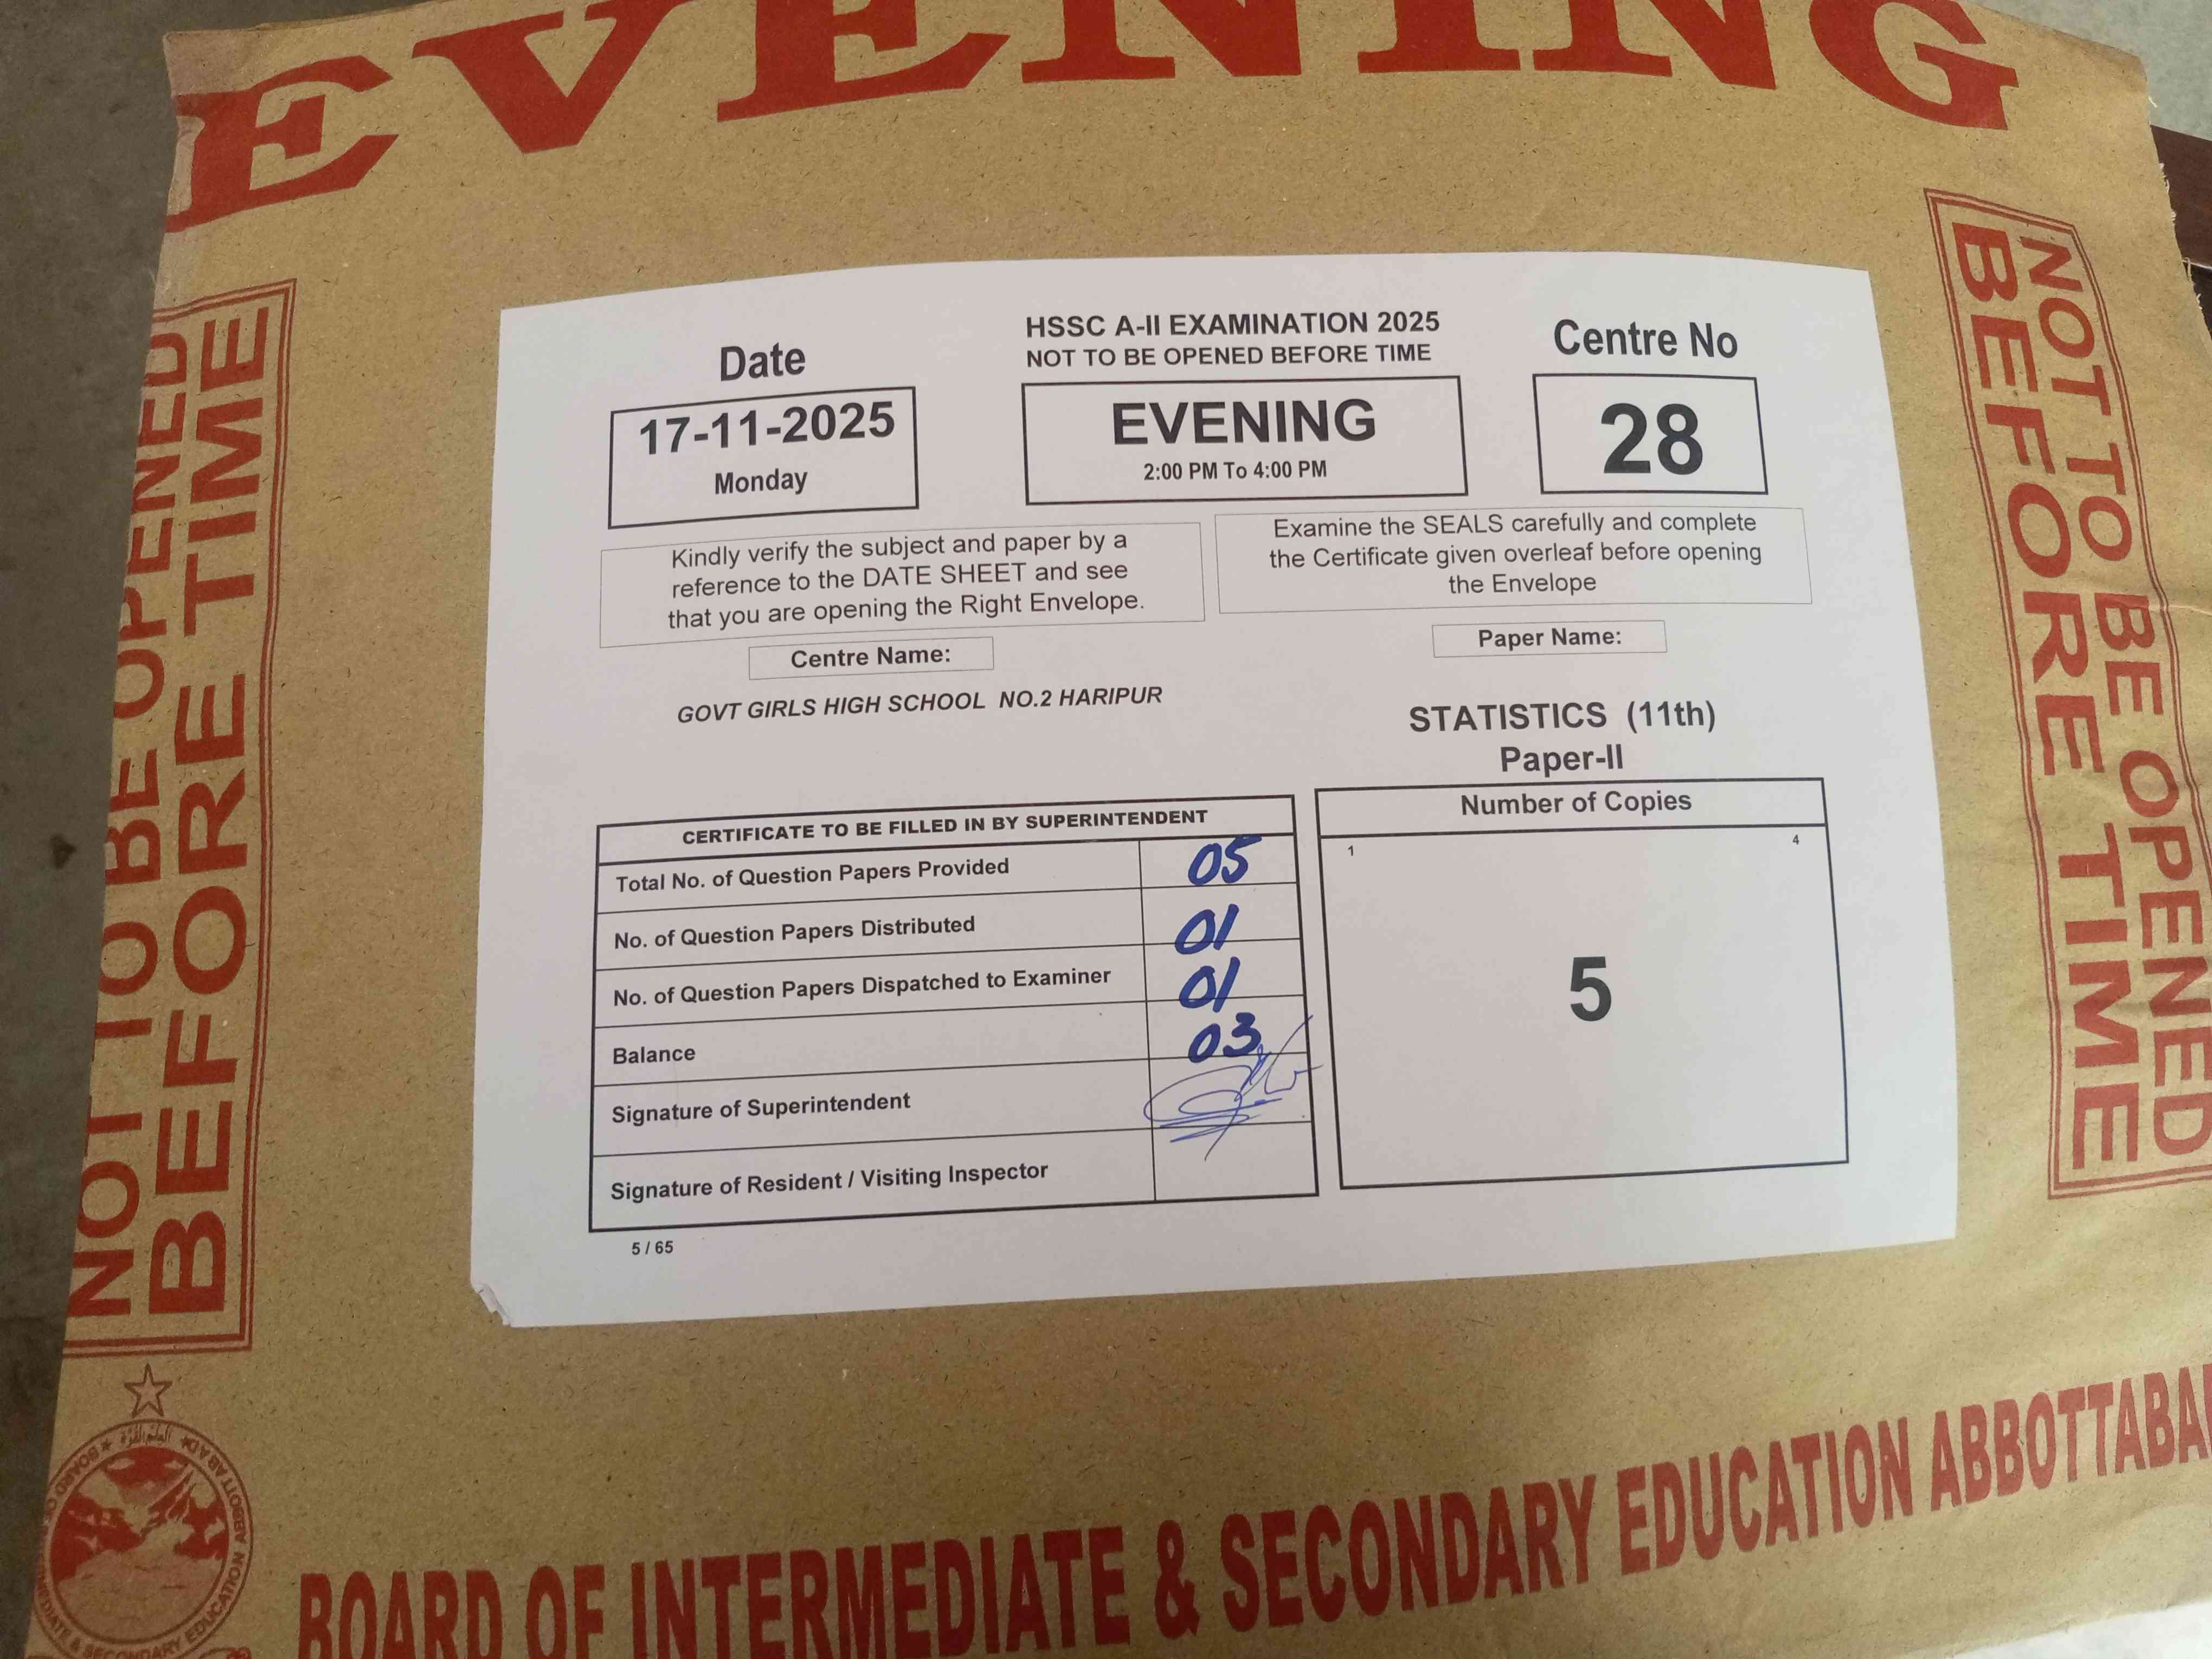 EVENING
NOT TO BE OPENED
BEFORE TIME
NOT TO BE OPENED
BEFORE TIME
HSSC A-II EXAMINATION 2025
NOT TO BE OPENED BEFORE TIME
Date
17-11-2025
Monday
EVENING
2:00 PM To 4:00 PM
Centre No
28
Kindly verify the subject and paper by a
reference to the DATE SHEET and see
that you are opening the Right Envelope.
Examine the SEALS carefully and complete
the Certificate given overleaf before opening
the Envelope
Centre Name:
GOVT GIRLS HIGH SCHOOL NO.2 HARIPUR
Paper Name:
STATISTICS (11th)
Paper-II
CERTIFICATE TO BE FILLED IN BY SUPERINTENDENT
Total No. of Question Papers Provided 05
No. of Question Papers Distributed 01
No. of Question Papers Dispatched to Examiner 01
Balance 03
Signature of Superintendent
Signature of Resident / Visiting Inspector
Number of Copies
1 4
5
5 / 65
BOARD OF INTERMEDIATE & SECONDARY EDUCATION ABBOTTABA